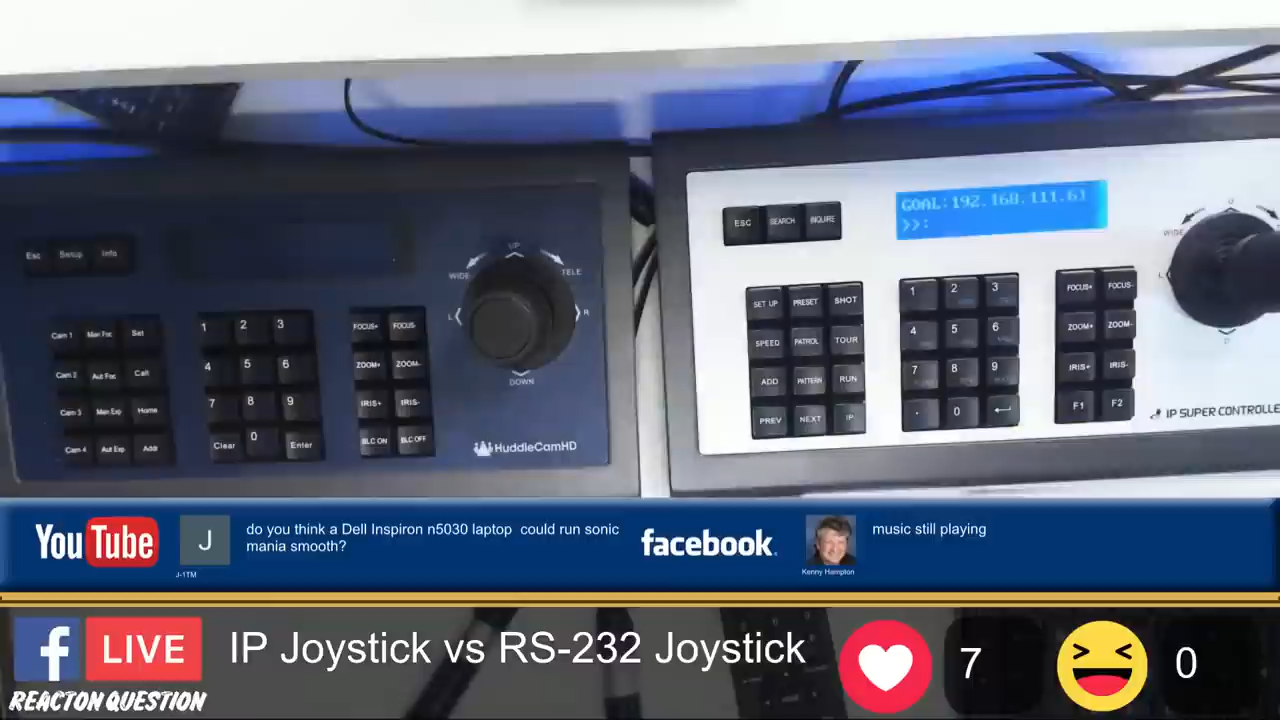 Esc Setup Info
Cam 1 Man Foc Set
Cam 2 Aut Foc Call
Cam 3 Man Exp Home
Cam 4 Aut Exp Addr
1 2 3
4 5 6
7 8 9
Clear 0 Enter
FOCUS+ FOCUS-
ZOOM+ ZOOM-
IRIS+ IRIS-
BLC ON BLC OFF
UP
WIDE TELE
L R
DOWN
HuddleCamHD
ESC SEARCH INQUIRE
GOAL:192.168.111.61
>>:
SET UP PRESET SHOT
SPEED PATROL TOUR
ADD PATTERN RUN
PREV NEXT IP
1 2 3
4 5 6
7 8 9
. 0
FOCUS+ FOCUS-
ZOOM+ ZOOM-
IRIS+ IRIS-
F1 F2
U
WIDE
L
D
IP SUPER CONTROLLE
YouTube
J
J-1TM
do you think a Dell Inspiron n5030 laptop could run sonic
mania smooth?
facebook.
Kenny Hampton
music still playing
f LIVE
REACTON QUESTION
IP Joystick vs RS-232 Joystick
7
0